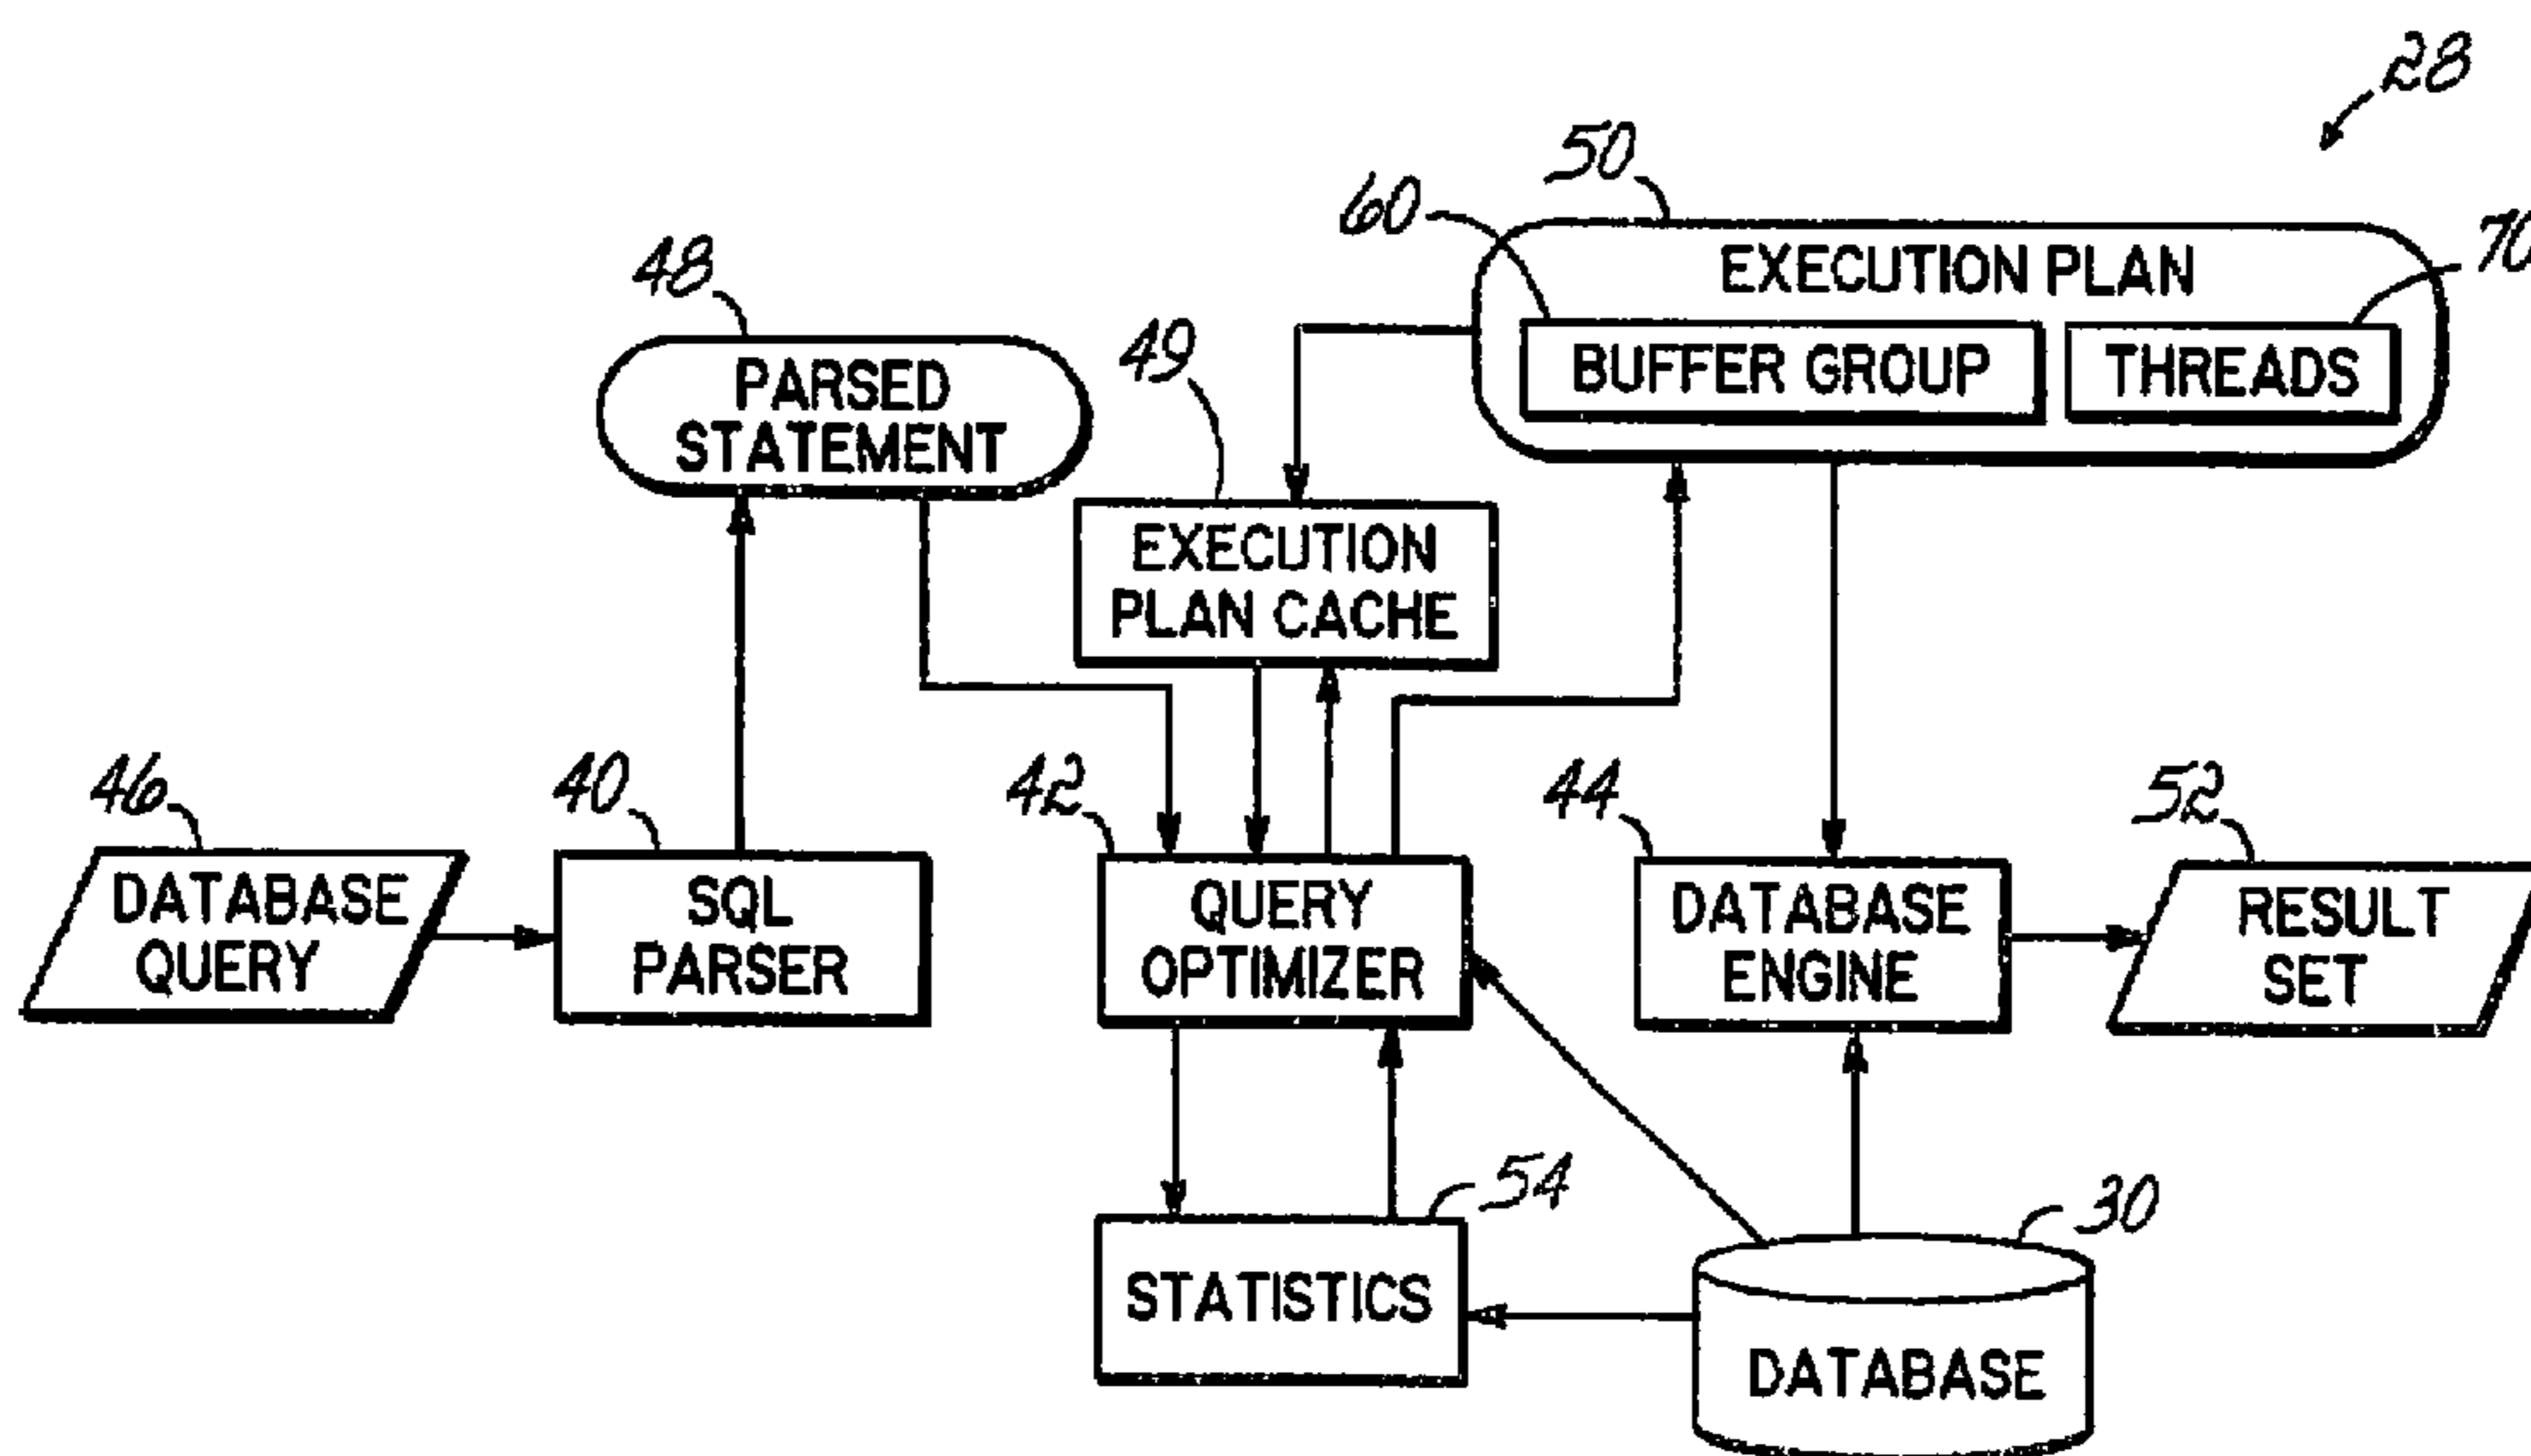 28
50
60
EXECUTION PLAN
70
48
BUFFER GROUP
THREADS
49
PARSED
STATEMENT
EXECUTION
PLAN CACHE
46
40
42
44
52
DATABASE
QUERY
SQL
PARSER
QUERY
OPTIMIZER
DATABASE
ENGINE
RESULT
SET
54
30
STATISTICS
DATABASE